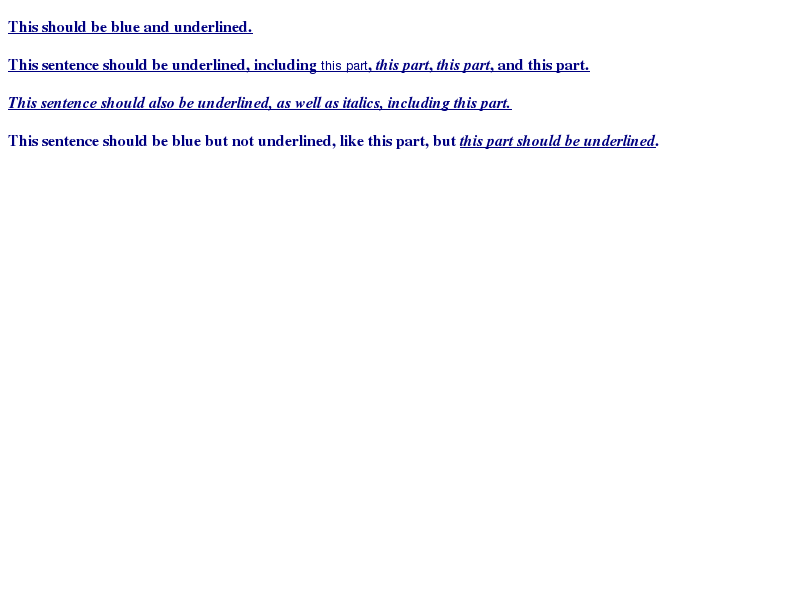 This should be blue and underlined.
This sentence should be underlined, including this part, this part, this part, and this part.
This sentence should also be underlined, as well as italics, including this part.
This sentence should be blue but not underlined, like this part, but this part should be underlined.